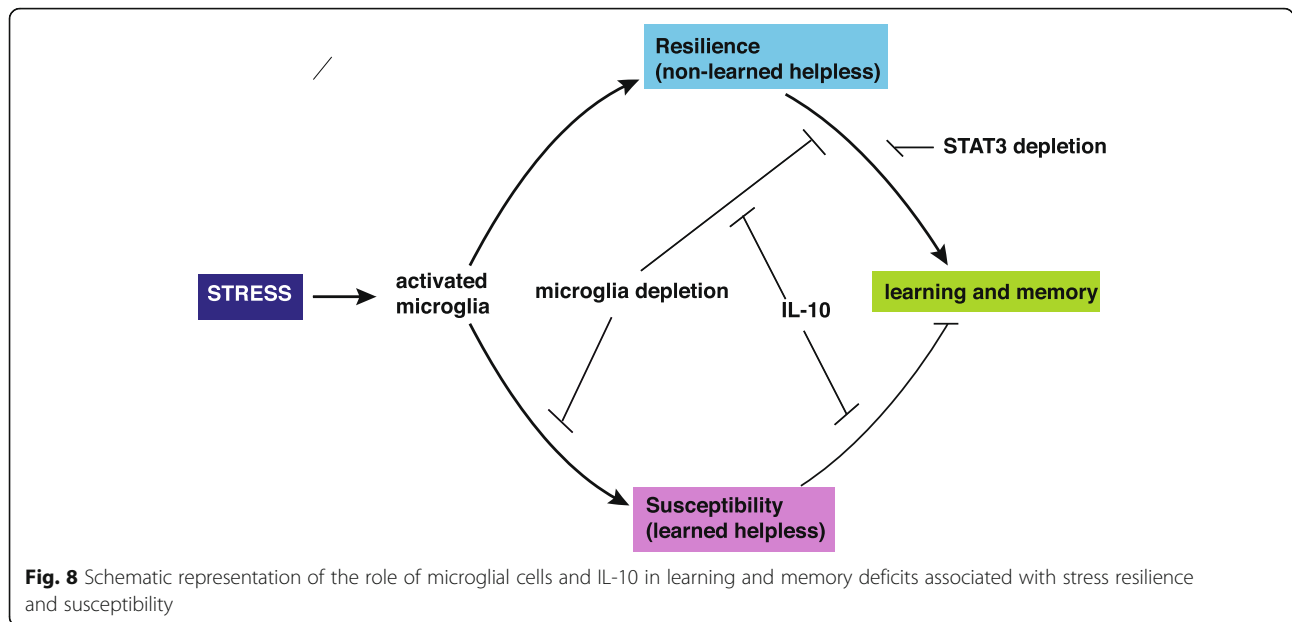 Resilience
(non-learned helpless)
STAT3 depletion
STRESS
activated
microglia
microglia depletion
IL-10
learning and memory
Susceptibility
(learned helpless)
Fig. 8 Schematic representation of the role of microglial cells and IL-10 in learning and memory deficits associated with stress resilience
and susceptibility